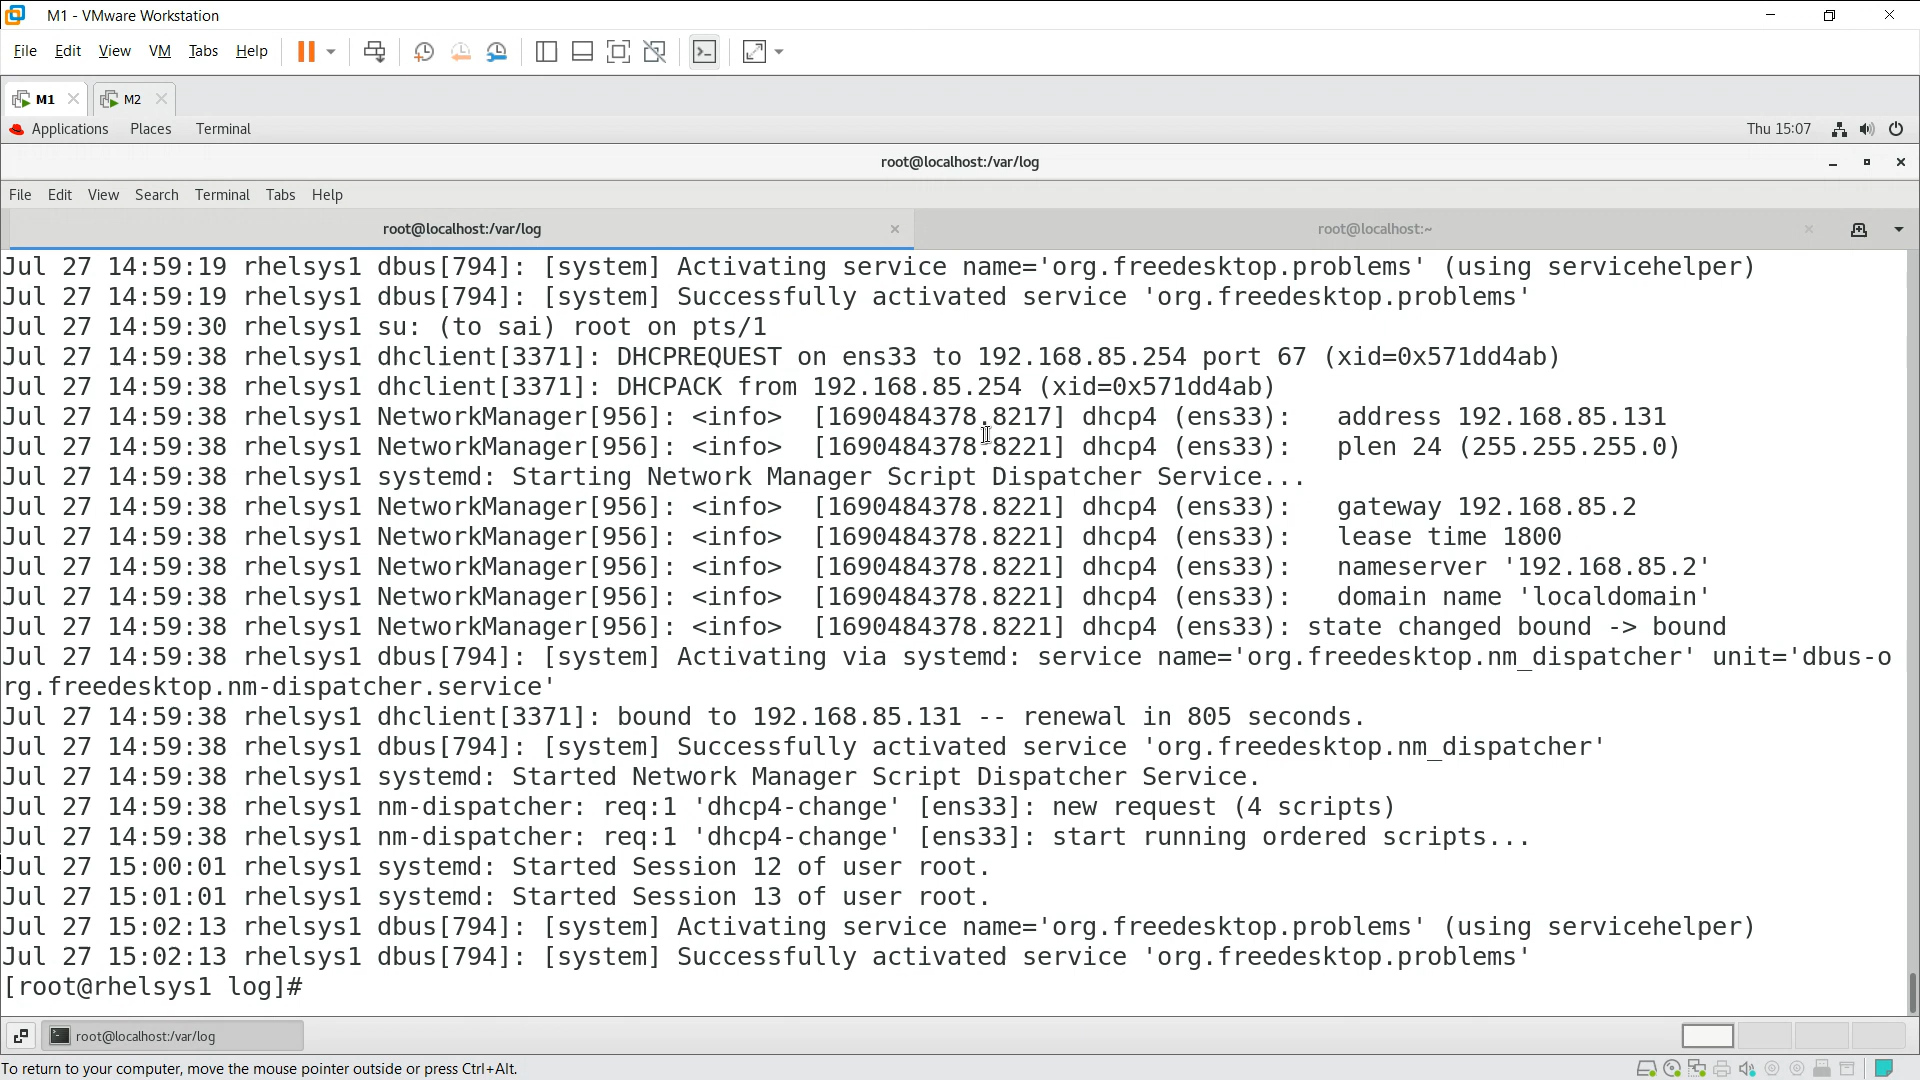 M1 - VMware Workstation
File Edit View VM Tabs Help
M1 M2
Applications Places Terminal Thu 15:07
root@localhost:/var/log
File Edit View Search Terminal Tabs Help
root@localhost:/var/log root@localhost:~
Jul 27 14:59:19 rhelsys1 dbus[794]: [system] Activating service name='org.freedesktop.problems' (using servicehelper)
Jul 27 14:59:19 rhelsys1 dbus[794]: [system] Successfully activated service 'org.freedesktop.problems'
Jul 27 14:59:30 rhelsys1 su: (to sai) root on pts/1
Jul 27 14:59:38 rhelsys1 dhclient[3371]: DHCPREQUEST on ens33 to 192.168.85.254 port 67 (xid=0x571dd4ab)
Jul 27 14:59:38 rhelsys1 dhclient[3371]: DHCPACK from 192.168.85.254 (xid=0x571dd4ab)
Jul 27 14:59:38 rhelsys1 NetworkManager[956]: <info>  [1690484378.8217] dhcp4 (ens33):   address 192.168.85.131
Jul 27 14:59:38 rhelsys1 NetworkManager[956]: <info>  [1690484378.8221] dhcp4 (ens33):   plen 24 (255.255.255.0)
Jul 27 14:59:38 rhelsys1 systemd: Starting Network Manager Script Dispatcher Service...
Jul 27 14:59:38 rhelsys1 NetworkManager[956]: <info>  [1690484378.8221] dhcp4 (ens33):   gateway 192.168.85.2
Jul 27 14:59:38 rhelsys1 NetworkManager[956]: <info>  [1690484378.8221] dhcp4 (ens33):   lease time 1800
Jul 27 14:59:38 rhelsys1 NetworkManager[956]: <info>  [1690484378.8221] dhcp4 (ens33):   nameserver '192.168.85.2'
Jul 27 14:59:38 rhelsys1 NetworkManager[956]: <info>  [1690484378.8221] dhcp4 (ens33):   domain name 'localdomain'
Jul 27 14:59:38 rhelsys1 NetworkManager[956]: <info>  [1690484378.8221] dhcp4 (ens33): state changed bound -> bound
Jul 27 14:59:38 rhelsys1 dbus[794]: [system] Activating via systemd: service name='org.freedesktop.nm_dispatcher' unit='dbus-o
rg.freedesktop.nm-dispatcher.service'
Jul 27 14:59:38 rhelsys1 dhclient[3371]: bound to 192.168.85.131 -- renewal in 805 seconds.
Jul 27 14:59:38 rhelsys1 dbus[794]: [system] Successfully activated service 'org.freedesktop.nm_dispatcher'
Jul 27 14:59:38 rhelsys1 systemd: Started Network Manager Script Dispatcher Service.
Jul 27 14:59:38 rhelsys1 nm-dispatcher: req:1 'dhcp4-change' [ens33]: new request (4 scripts)
Jul 27 14:59:38 rhelsys1 nm-dispatcher: req:1 'dhcp4-change' [ens33]: start running ordered scripts...
Jul 27 15:00:01 rhelsys1 systemd: Started Session 12 of user root.
Jul 27 15:01:01 rhelsys1 systemd: Started Session 13 of user root.
Jul 27 15:02:13 rhelsys1 dbus[794]: [system] Activating service name='org.freedesktop.problems' (using servicehelper)
Jul 27 15:02:13 rhelsys1 dbus[794]: [system] Successfully activated service 'org.freedesktop.problems'
[root@rhelsys1 log]#
root@localhost:/var/log
To return to your computer, move the mouse pointer outside or press Ctrl+Alt.